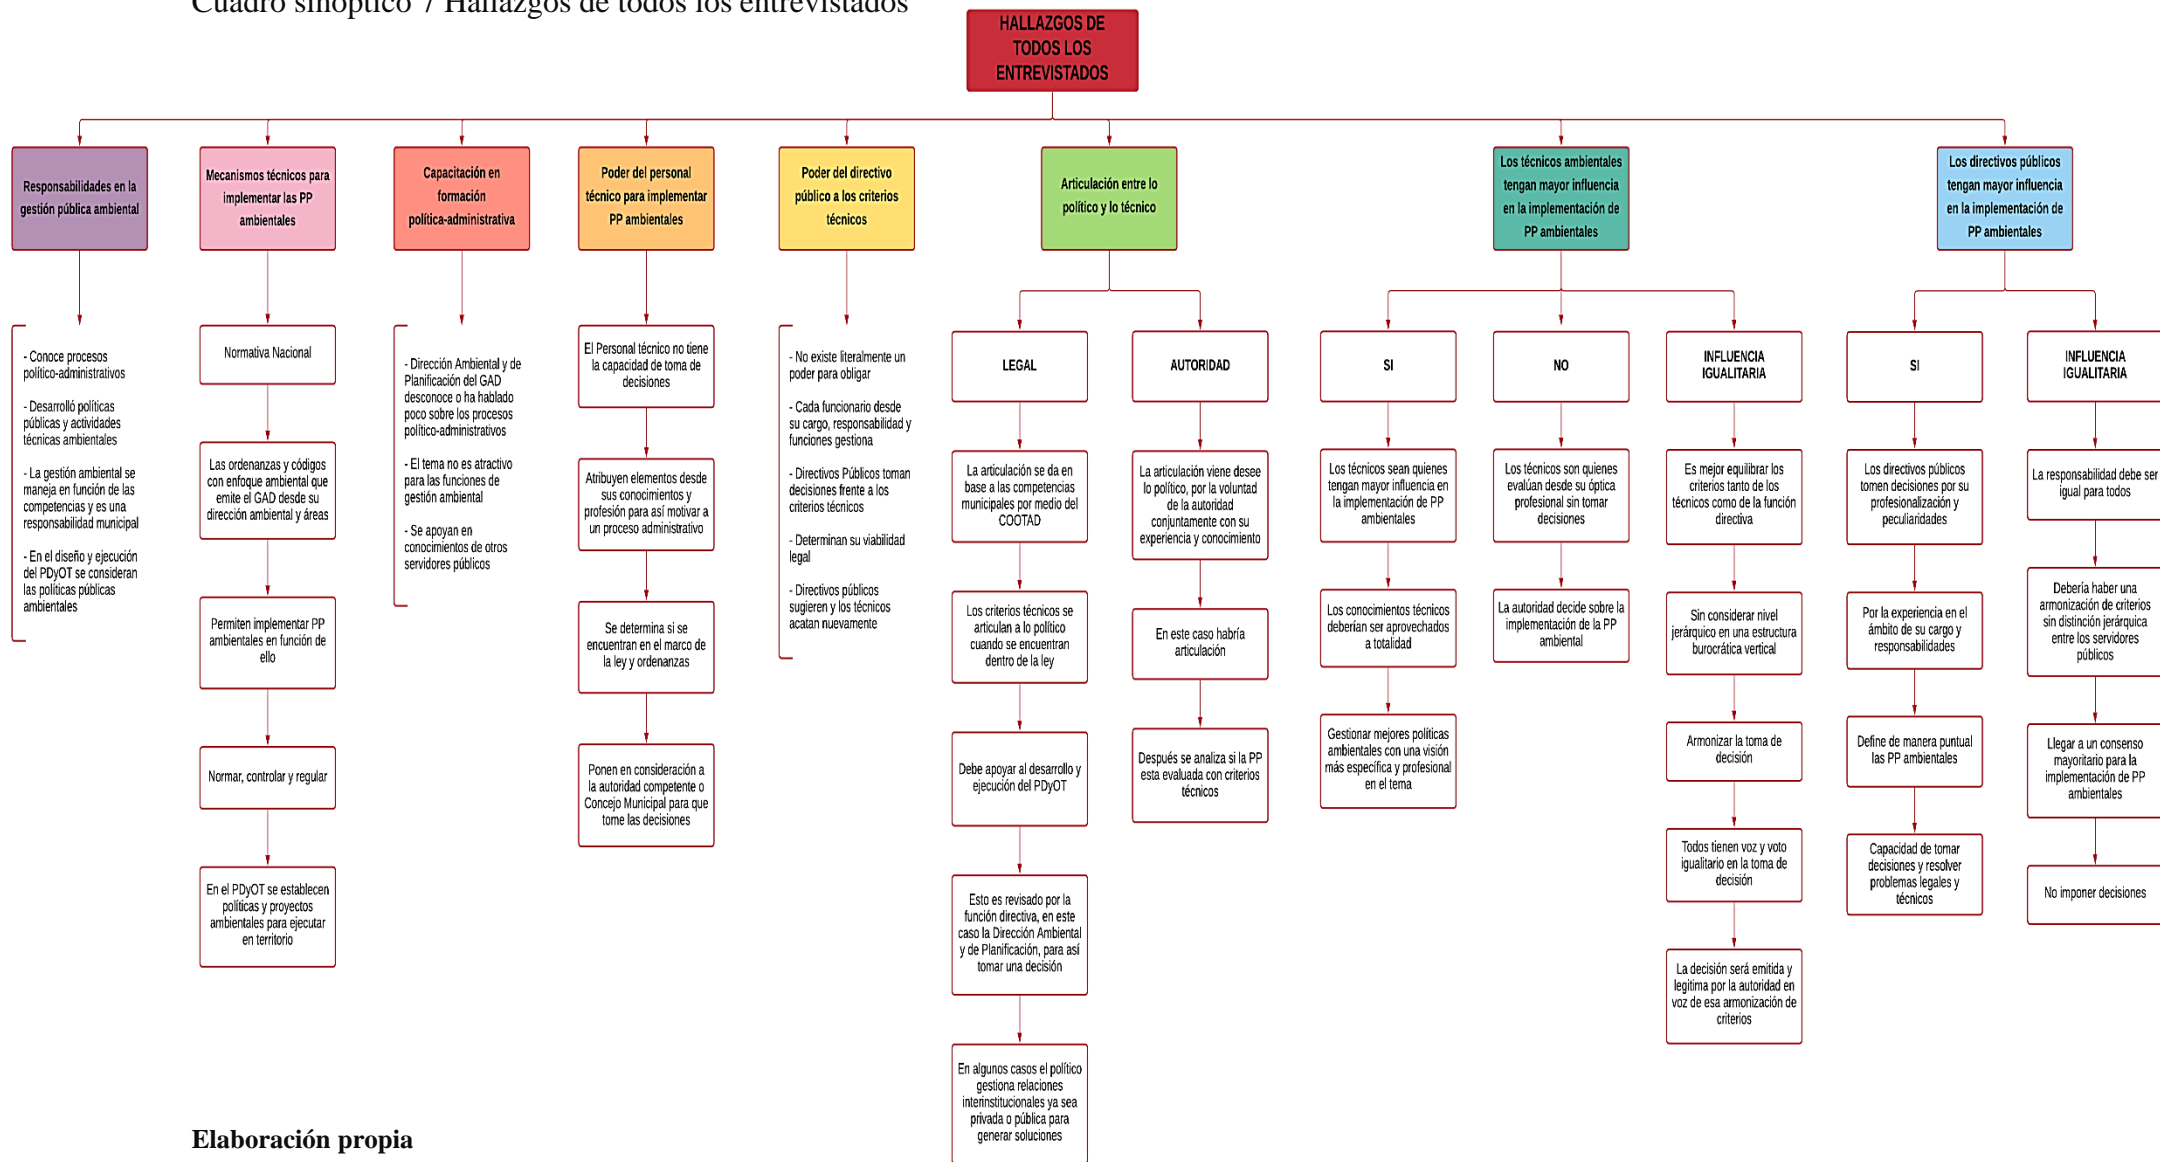 Cuadro sinóptico 7 Hallazgos de todos los entrevistados
HALLAZGOS DE
TODOS LOS
ENTREVISTADOS
Responsabilidades en la
gestión pública ambiental
- Conoce procesos
político-administrativos
- Desarrolló políticas
públicas y actividades
técnicas ambientales
- La gestión ambiental se
maneja en función de las
competencias y es una
responsabilidad municipal
- En el diseño y ejecución
del PDyOT se consideran
las políticas públicas
ambientales
Mecanismos técnicos para
implementar las PP
ambientales
Normativa Nacional
Las ordenanzas y códigos
con enfoque ambiental que
emite el GAD desde su
dirección ambiental y áreas
Permiten implementar PP
ambientales en función de
ello
Normar, controlar y regular
En el PDyOT se establecen
políticas y proyectos
ambientales para ejecutar
en territorio
Capacitación en
formación
política-administrativa
- Dirección Ambiental y de
Planificación del GAD
desconoce o ha hablado
poco sobre los procesos
político-administrativos
- El tema no es atractivo
para las funciones de
gestión ambiental
- Se apoyan en
conocimientos de otros
servidores públicos
Poder del personal
técnico para implementar
PP ambientales
El Personal técnico no tiene
la capacidad de toma de
decisiones
Atribuyen elementos desde
sus conocimientos y
profesión para así motivar a
un proceso administrativo
Se determina si se
encuentran en el marco de
la ley y ordenanzas
Ponen en consideración a
la autoridad competente o
Concejo Municipal para que
tome las decisiones
Poder del directivo
público a los criterios
técnicos
- No existe literalmente un
poder para obligar
- Cada funcionario desde
su cargo, responsabilidad y
funciones gestiona
- Directivos Públicos toman
decisiones frente a los
criterios técnicos
- Determinan su viabilidad
legal
- Directivos públicos
sugieren y los técnicos
acatan nuevamente
Articulación entre lo
político y lo técnico
LEGAL
La articulación se da en
base a las competencias
municipales por medio del
COOTAD
Los criterios técnicos se
articulan a lo político
cuando se encuentran
dentro de la ley
Debe apoyar al desarrollo y
ejecución del PDyOT
Esto es revisado por la
función directiva, en este
caso la Dirección Ambiental
y de Planificación, para así
tomar una decisión
En algunos casos el político
gestiona relaciones
interinstitucionales ya sea
privada o pública para
generar soluciones
AUTORIDAD
La articulación viene desee
lo político, por la voluntad
de la autoridad
conjuntamente con su
experiencia y conocimiento
En este caso habría
articulación
Después se analiza si la PP
esta evaluada con criterios
técnicos
Los técnicos ambientales
tengan mayor influencia
en la implementación de
PP ambientales
SI
Los técnicos sean quienes
tengan mayor influencia en
la implementación de PP
ambientales
Los conocimientos técnicos
deberían ser aprovechados
a totalidad
Gestionar mejores políticas
ambientales con una visión
más específica y profesional
en el tema
NO
Los técnicos son quienes
evalúan desde su óptica
profesional sin tomar
decisiones
La autoridad decide sobre la
implementación de la PP
ambiental
INFLUENCIA
IGUALITARIA
Es mejor equilibrar los
criterios tanto de los
técnicos como de la función
directiva
Sin considerar nivel
jerárquico en una estructura
burocrática vertical
Armonizar la toma de
decisión
Todos tienen voz y voto
igualitario en la toma de
decisión
La decisión será emitida y
legitima por la autoridad en
voz de esa armonización de
criterios
Los directivos públicos
tengan mayor influencia
en la implementación de
PP ambientales
SI
Los directivos públicos
tomen decisiones por su
profesionalización y
peculiaridades
Por la experiencia en el
ámbito de su cargo y
responsabilidades
Define de manera puntual
las PP ambientales
Capacidad de tomar
decisiones y resolver
problemas legales y
técnicos
INFLUENCIA
IGUALITARIA
La responsabilidad debe ser
igual para todos
Debería haber una
armonización de criterios
sin distinción jerárquica
entre los servidores
públicos
Llegar a un consenso
mayoritario para la
implementación de PP
ambientales
No imponer decisiones
Elaboración propia